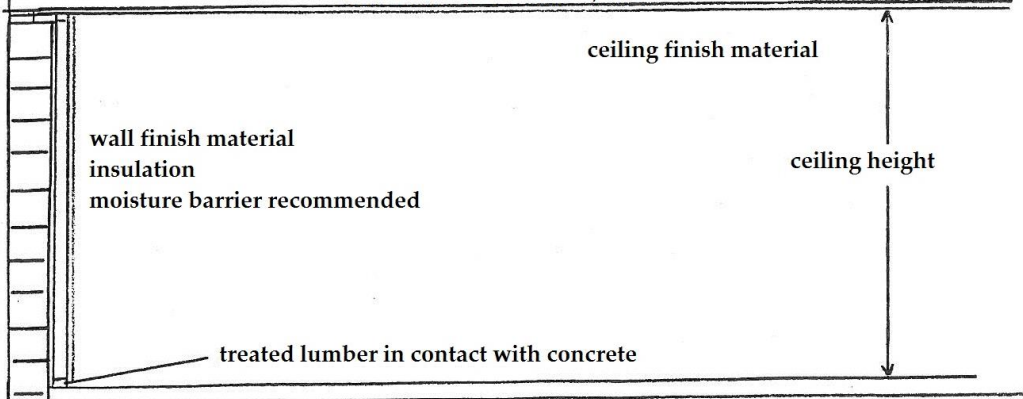 ceiling finish material
wall finish material
insulation
moisture barrier recommended
ceiling height
treated lumber in contact with concrete